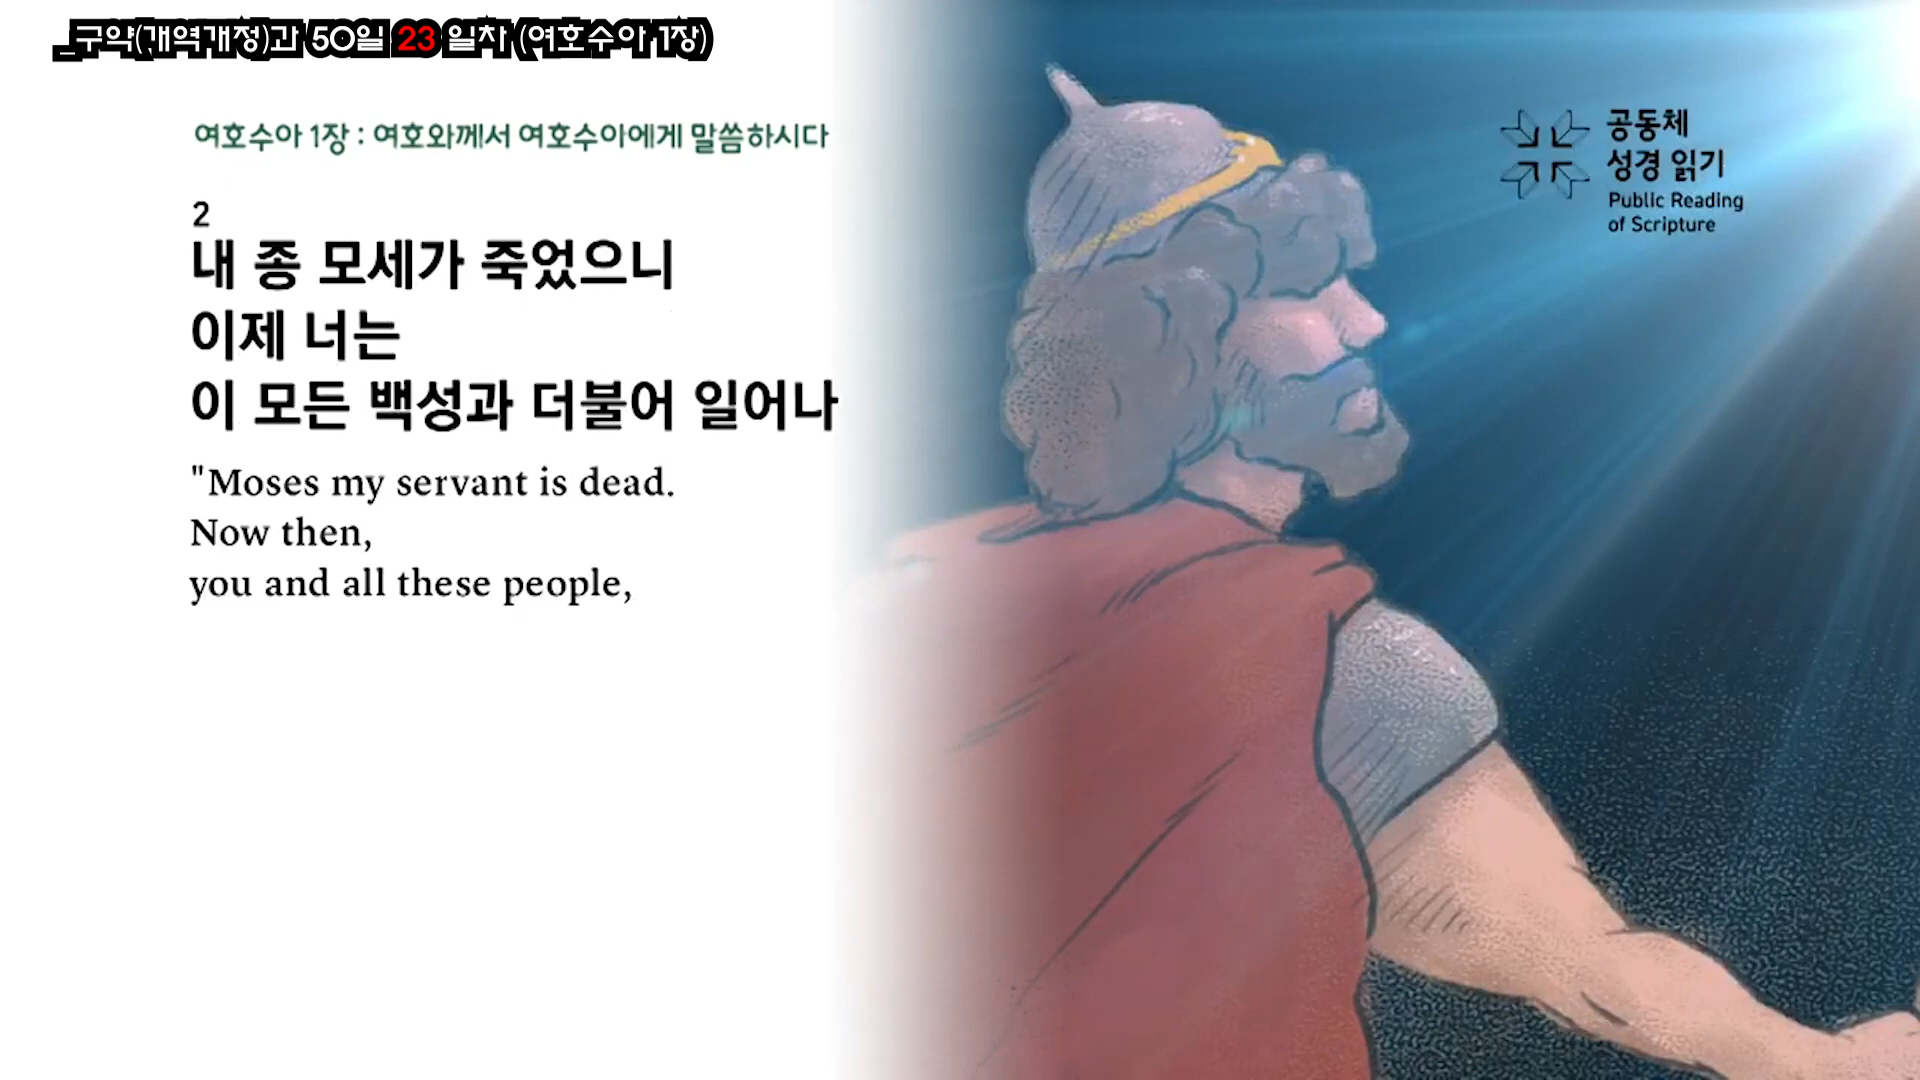 _구약(개역개정)과 50일 23 일차 (여호수아 1장)
여호수아 1장 : 여호와께서 여호수아에게 말씀하시다
2
내 종 모세가 죽었으니
이제 너는
이 모든 백성과 더불어 일어나
"Moses my servant is dead.
Now then,
you and all these people,
공동체
성경 읽기
Public Reading
of Scripture